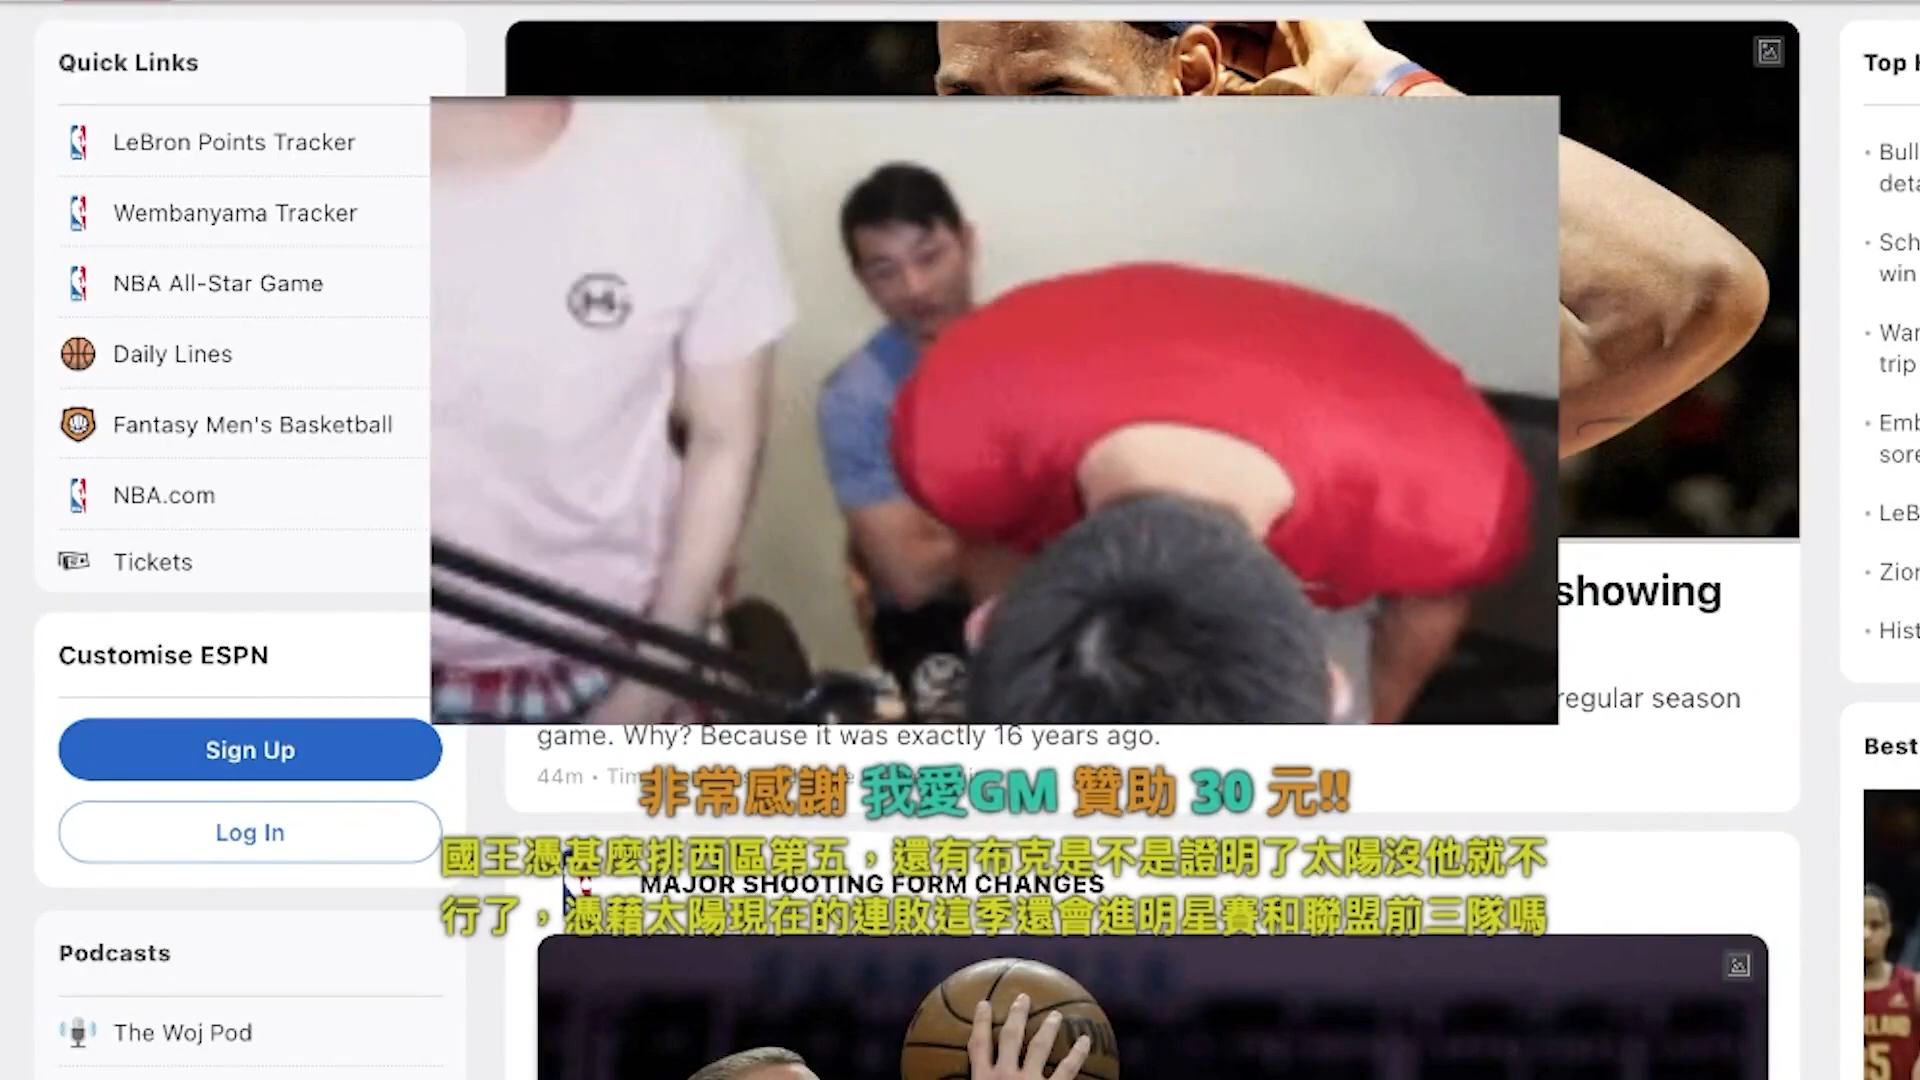 Quick Links
LeBron Points Tracker
Wembanyama Tracker
NBA All-Star Game
Daily Lines
Fantasy Men's Basketball
NBA.com
Tickets
Customise ESPN
Sign Up
Log In
Podcasts
The Woj Pod
showing
regular season
game. Why? Because it was exactly 16 years ago.
44m
非常感謝 我愛GM 贊助 30 元!!
國王憑甚麼排西區第五，還有布克是不是證明了太陽沒他就不
行了，憑藉太陽現在的連敗這季還會進明星賽和聯盟前三隊嗎
MAJOR SHOOTING FORM CHANGES
Top
win
trip
Best